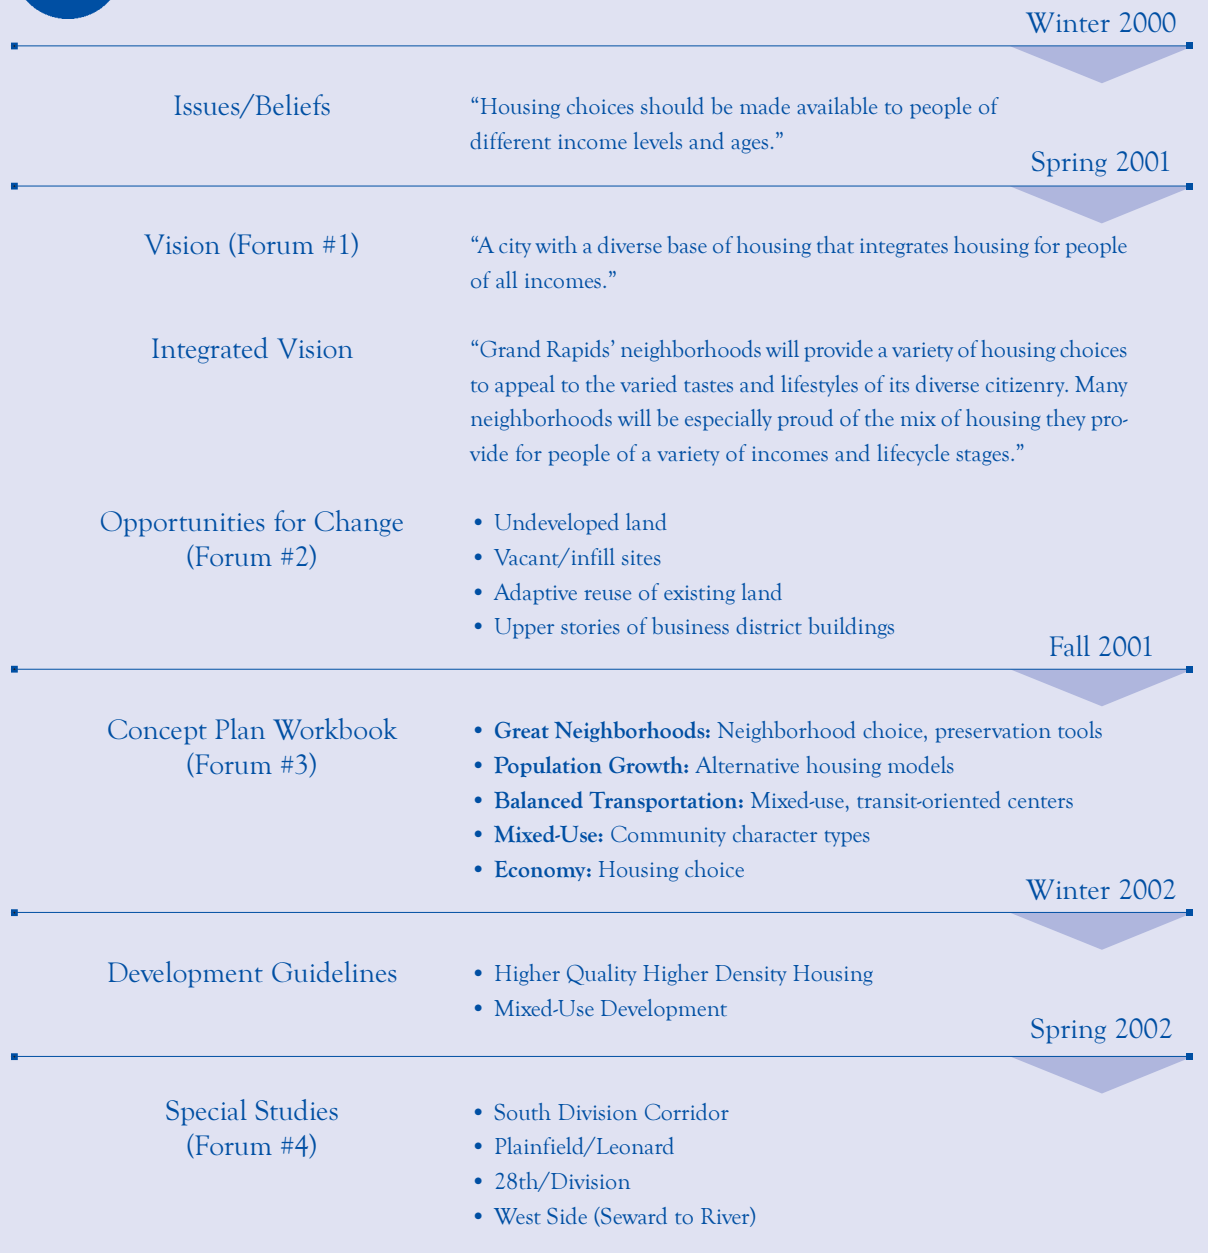 Winter 2000
Issues/Beliefs
“Housing choices should be made available to people of
different income levels and ages.”
Spring 2001
Vision (Forum #1)
“A city with a diverse base of housing that integrates housing for people
of all incomes.”
Integrated Vision
“Grand Rapids’ neighborhoods will provide a variety of housing choices
to appeal to the varied tastes and lifestyles of its diverse citizenry. Many
neighborhoods will be especially proud of the mix of housing they pro-
vide for people of a variety of incomes and lifecycle stages.”
Opportunities for Change
(Forum #2)
• Undeveloped land
• Vacant/infill sites
• Adaptive reuse of existing land
• Upper stories of business district buildings
Fall 2001
Concept Plan Workbook
(Forum #3)
• Great Neighborhoods: Neighborhood choice, preservation tools
• Population Growth: Alternative housing models
• Balanced Transportation: Mixed-use, transit-oriented centers
• Mixed-Use: Community character types
• Economy: Housing choice
Winter 2002
Development Guidelines
• Higher Quality Higher Density Housing
• Mixed-Use Development
Spring 2002
Special Studies
(Forum #4)
• South Division Corridor
• Plainfield/Leonard
• 28th/Division
• West Side (Seward to River)